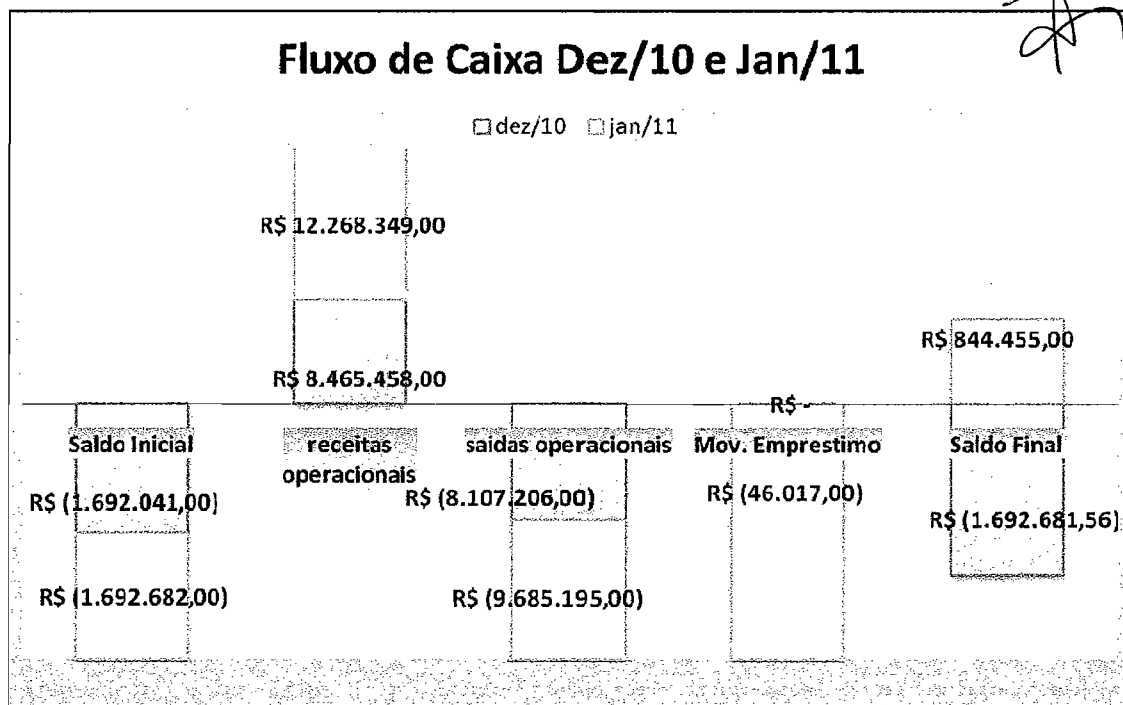 Fluxo de Caixa Dez/10 e Jan/11
dez/10 jan/11
R$ 12.268.349,00
R$ 844.455,00
R$ 8.465.458,00
R$ -
Saldo Inicial receitas operacionais saidas operacionais Mov. Emprestimo Saldo Final
R$ (1.692.041,00) R$ (8.107.206,00) R$ (46.017,00) R$ (1.692.681,56)
R$ (1.692.682,00) R$ (9.685.195,00)